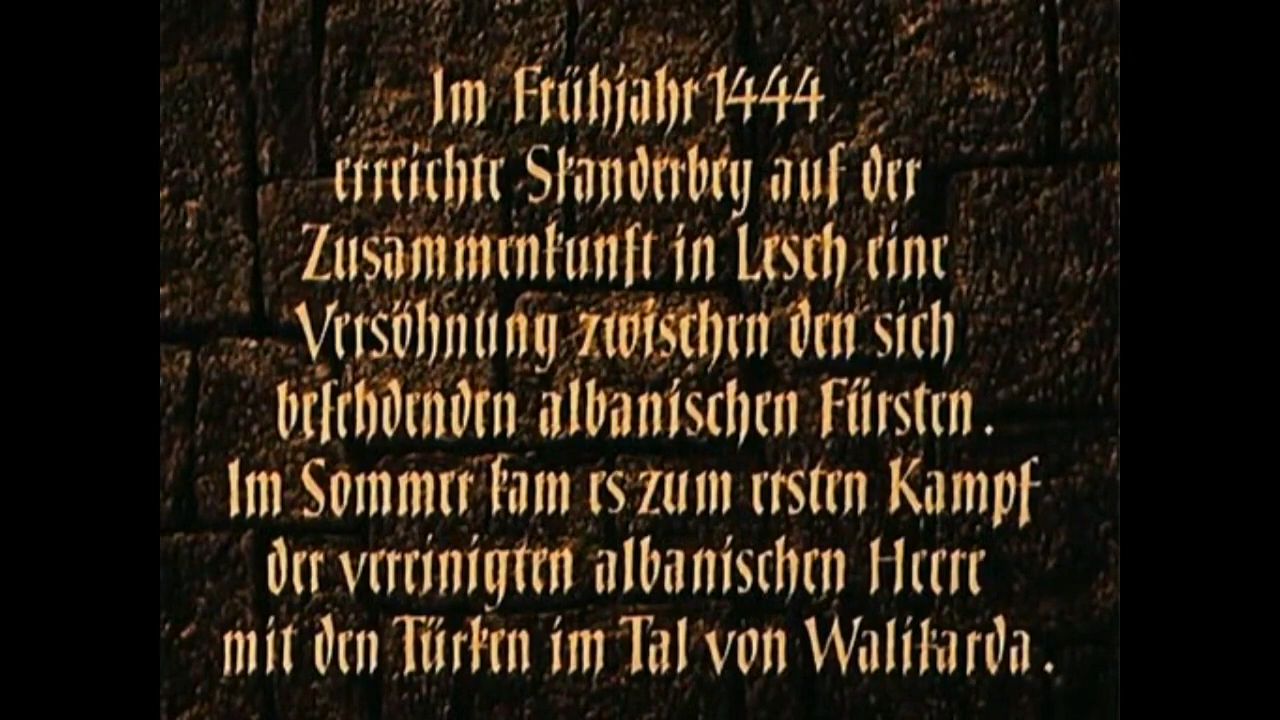 Im Frühjahr 1444
erreichte Skanderbey auf der
Zusammenkunft in Lesch eine
Versöhnung zwischen den sich
befehdenden albanischen Fürsten.
Im Sommer kam es zum ersten Kampf
der vereinigten albanischen Heere
mit den Türken im Tal von Walikarda.